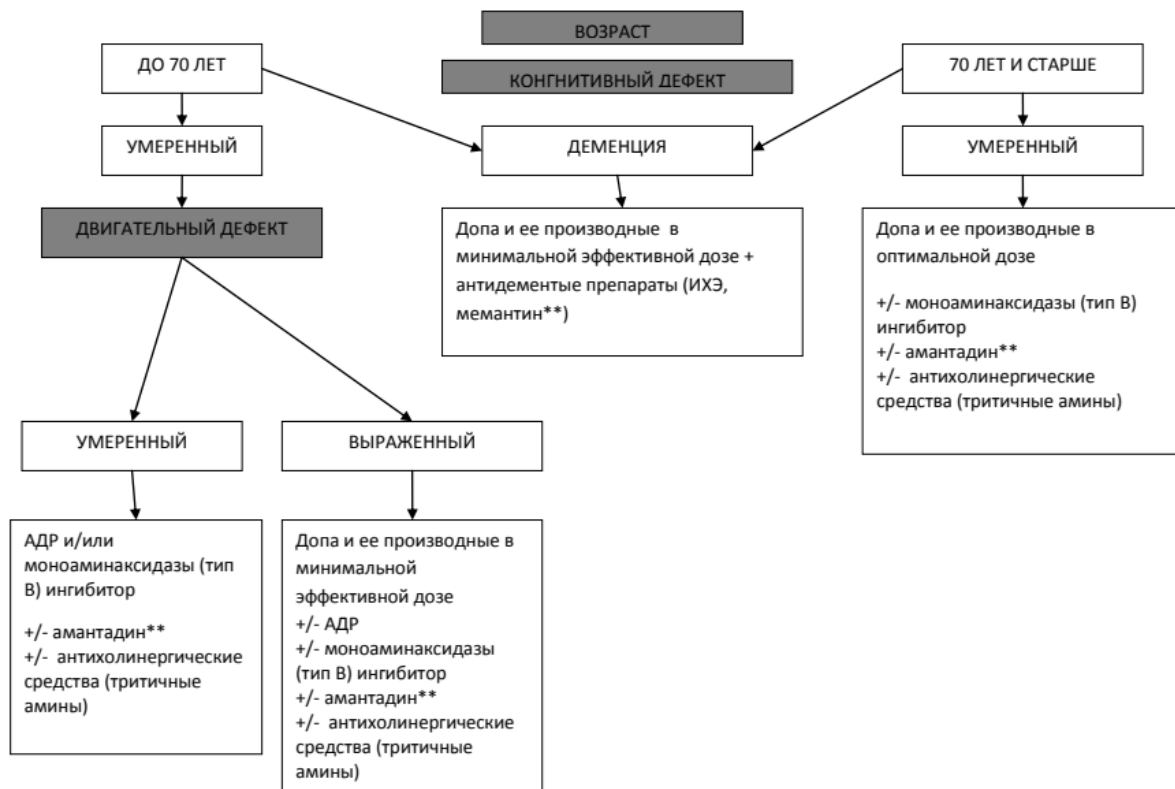 ВОЗРАСТ
ДО 70 ЛЕТ
70 ЛЕТ И СТАРШЕ
КОНГНИТИВНЫЙ ДЕФЕКТ
УМЕРЕННЫЙ
ДЕМЕНЦИЯ
УМЕРЕННЫЙ
ДВИГАТЕЛЬНЫЙ ДЕФЕКТ
Допа и ее производные в
минимальной эффективной дозе +
антидементые препараты (ИХЭ,
мемантин**)
Допа и ее производные в
оптимальной дозе
+/- моноаминаксидазы (тип В)
ингибитор
+/- амантадин**
+/- антихолинергические
средства (тритичные амины)
УМЕРЕННЫЙ
ВЫРАЖЕННЫЙ
АДР и/или
моноаминаксидазы (тип
В) ингибитор
+/- амантадин**
+/- антихолинергические
средства (тритичные
амины)
Допа и ее производные в
минимальной
эффективной дозе
+/- АДР
+/- моноаминаксидазы
(тип В) ингибитор
+/- амантадин**
+/- антихолинергические
средства (тритичные
амины)